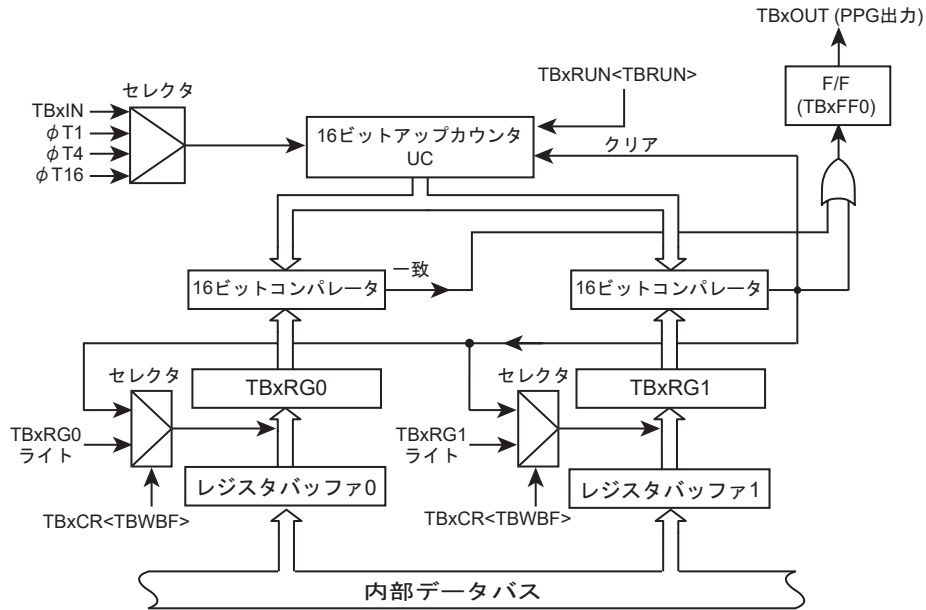 TBxOUT (PPG出力)
F/F
(TBxFF0)
TBxRUN<TBRUN>
セレクタ
TBxIN
φT1
φT4
φT16
16ビットアップカウンタ
UC
クリア
16ビットコンパレータ
一致
16ビットコンパレータ
セレクタ
TBxRG0
セレクタ
TBxRG1
TBxRG0
ライト
TBxRG1
ライト
レジスタバッファ0
レジスタバッファ1
TBxCR<TBWBF>
TBxCR<TBWBF>
内部データバス